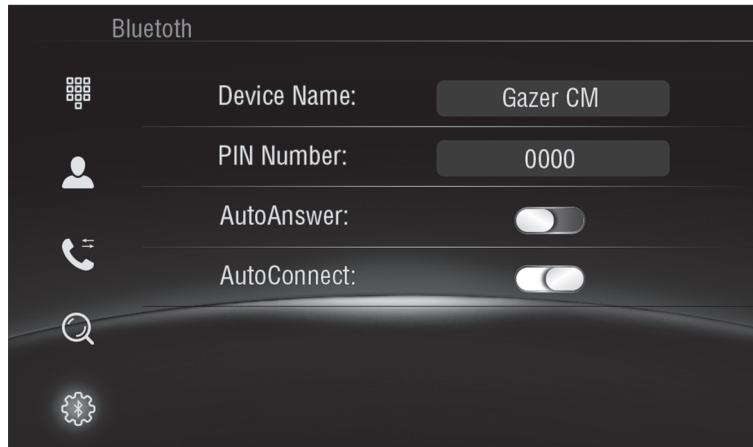 Bluetoth
Device Name: Gazer CM
PIN Number: 0000
AutoAnswer:
AutoConnect: